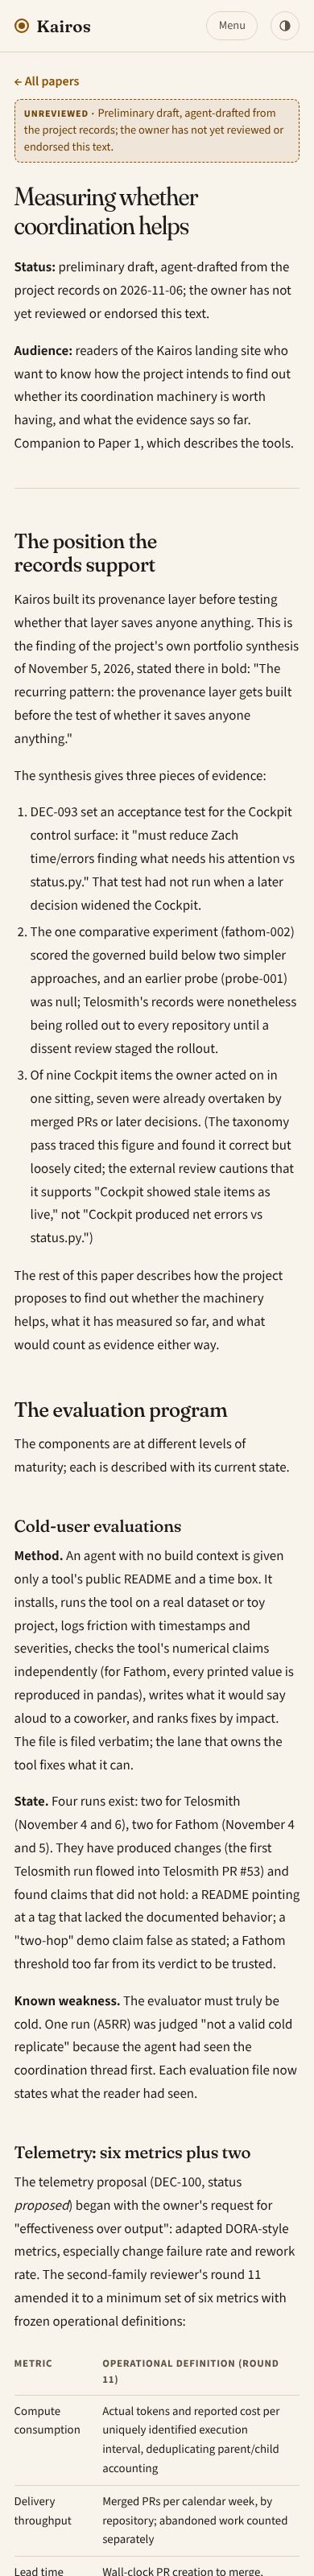 Kairos
Menu
← All papers
UNREVIEWED · Preliminary draft, agent-drafted from
the project records; the owner has not yet reviewed or
endorsed this text.
Measuring whether
coordination helps
Status: preliminary draft, agent-drafted from the
project records on 2026-11-06; the owner has not
yet reviewed or endorsed this text.
Audience: readers of the Kairos landing site who
want to know how the project intends to find out
whether its coordination machinery is worth
having, and what the evidence says so far.
Companion to Paper 1, which describes the tools.
The position the
records support
Kairos built its provenance layer before testing
whether that layer saves anyone anything. This is
the finding of the project's own portfolio synthesis
of November 5, 2026, stated there in bold: "The
recurring pattern: the provenance layer gets built
before the test of whether it saves anyone
anything."
The synthesis gives three pieces of evidence:
1. DEC-093 set an acceptance test for the Cockpit
control surface: it "must reduce Zach
time/errors finding what needs his attention vs
status.py." That test had not run when a later
decision widened the Cockpit.
2. The one comparative experiment (fathom-002)
scored the governed build below two simpler
approaches, and an earlier probe (probe-001)
was null; Telosmith's records were nonetheless
being rolled out to every repository until a
dissent review staged the rollout.
3. Of nine Cockpit items the owner acted on in
one sitting, seven were already overtaken by
merged PRs or later decisions. (The taxonomy
pass traced this figure and found it correct but
loosely cited; the external review cautions that
it supports "Cockpit showed stale items as
live," not "Cockpit produced net errors vs
status.py.")
The rest of this paper describes how the project
proposes to find out whether the machinery
helps, what it has measured so far, and what
would count as evidence either way.
The evaluation program
The components are at different levels of
maturity; each is described with its current state.
Cold-user evaluations
Method. An agent with no build context is given
only a tool's public README and a time box. It
installs, runs the tool on a real dataset or toy
project, logs friction with timestamps and
severities, checks the tool's numerical claims
independently (for Fathom, every printed value is
reproduced in pandas), writes what it would say
aloud to a coworker, and ranks fixes by impact.
The file is filed verbatim; the lane that owns the
tool fixes what it can.
State. Four runs exist: two for Telosmith
(November 4 and 6), two for Fathom (November 4
and 5). They have produced changes (the first
Telosmith run flowed into Telosmith PR #53) and
found claims that did not hold: a README pointing
at a tag that lacked the documented behavior; a
"two-hop" demo claim false as stated; a Fathom
threshold too far from its verdict to be trusted.
Known weakness. The evaluator must truly be
cold. One run (A5RR) was judged "not a valid cold
replicate" because the agent had seen the
coordination thread first. Each evaluation file now
states what the reader had seen.
Telemetry: six metrics plus two
The telemetry proposal (DEC-100, status
proposed) began with the owner's request for
"effectiveness over output": adapted DORA-style
metrics, especially change failure rate and rework
rate. The second-family reviewer's round 11
amended it to a minimum set of six metrics with
frozen operational definitions:
METRIC OPERATIONAL DEFINITION (ROUND
11)
Compute Actual tokens and reported cost per
consumption uniquely identified execution
interval, deduplicating parent/child
accounting
Delivery Merged PRs per calendar week, by
throughput repository; abandoned work counted
separately
Lead time Wall-clock PR creation to merge,